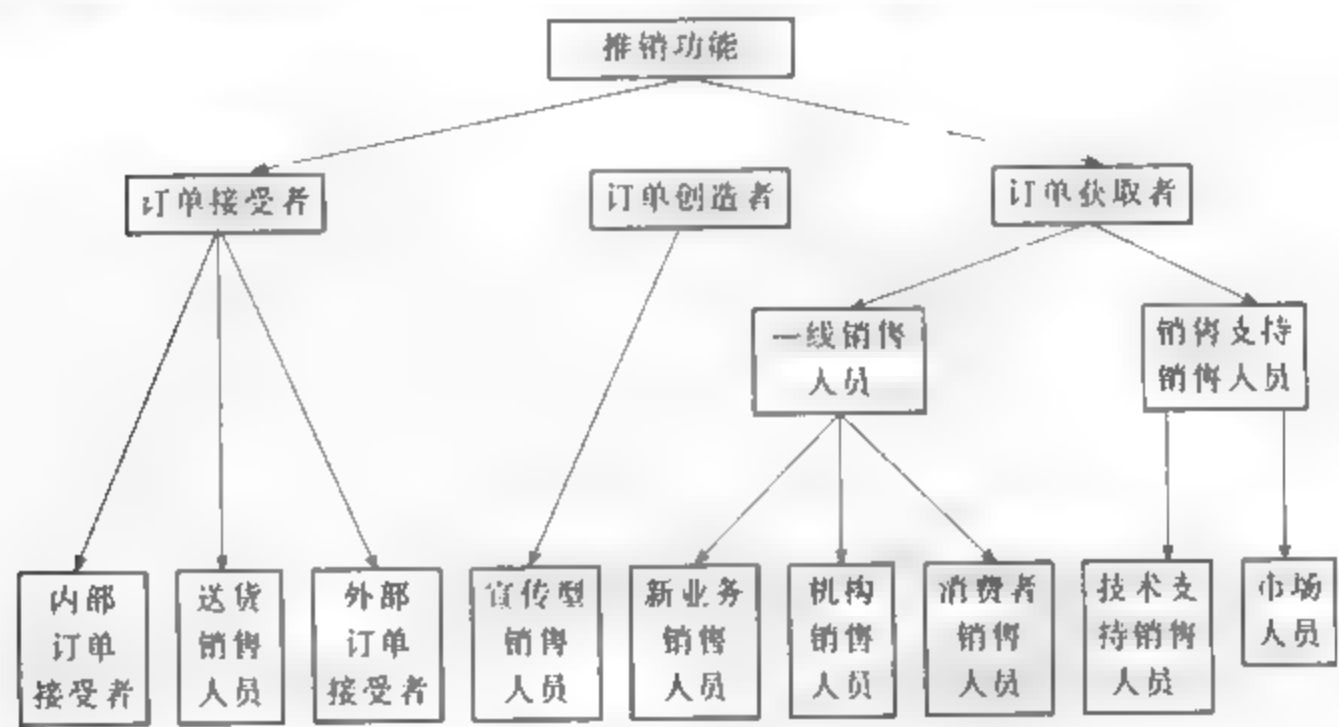 推销功能
订单接受者
订单创造者
订单获取者
一线销售
人员
销售支持
销售人员
内部
订单
接受者
送货
销售
人员
外部
订单
接受者
宣传型
销售
人员
新业务
销售
人员
机构
销售
人员
消费者
销售
人员
技术支
持销售
人员
市场
人员